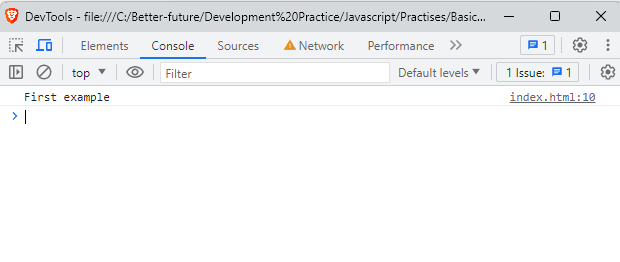 DevTools - file:///C:/Better-future/Development%20Practice/Javascript/Practises/Basic...
Elements Console Sources Network Performance 1
top Filter Default levels 1 Issue: 1
First example index.html:10